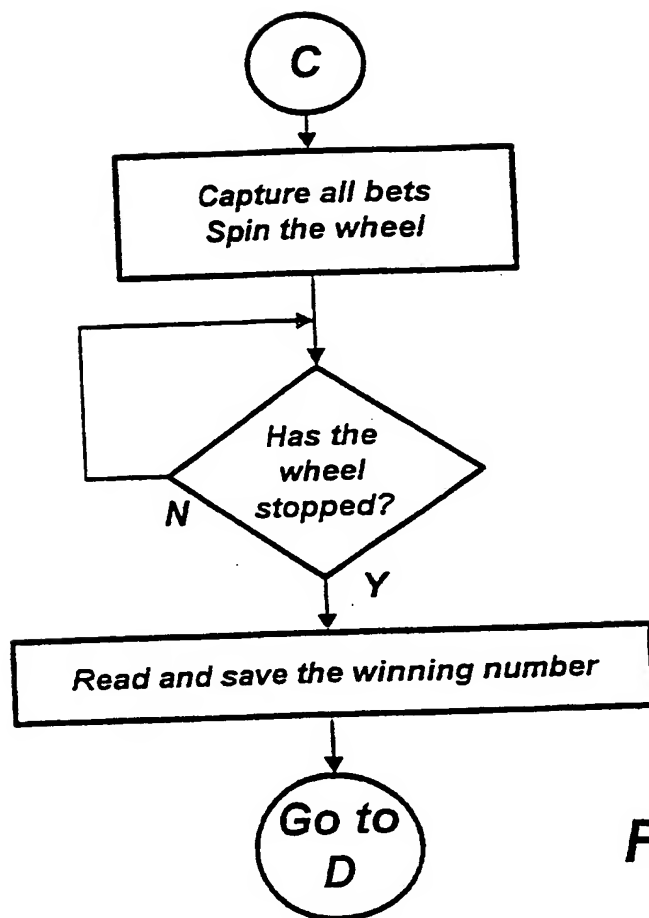 C
Capture all bets
Spin the wheel
Has the
wheel
stopped?
N
Y
Read and save the winning number
Go to
D
F